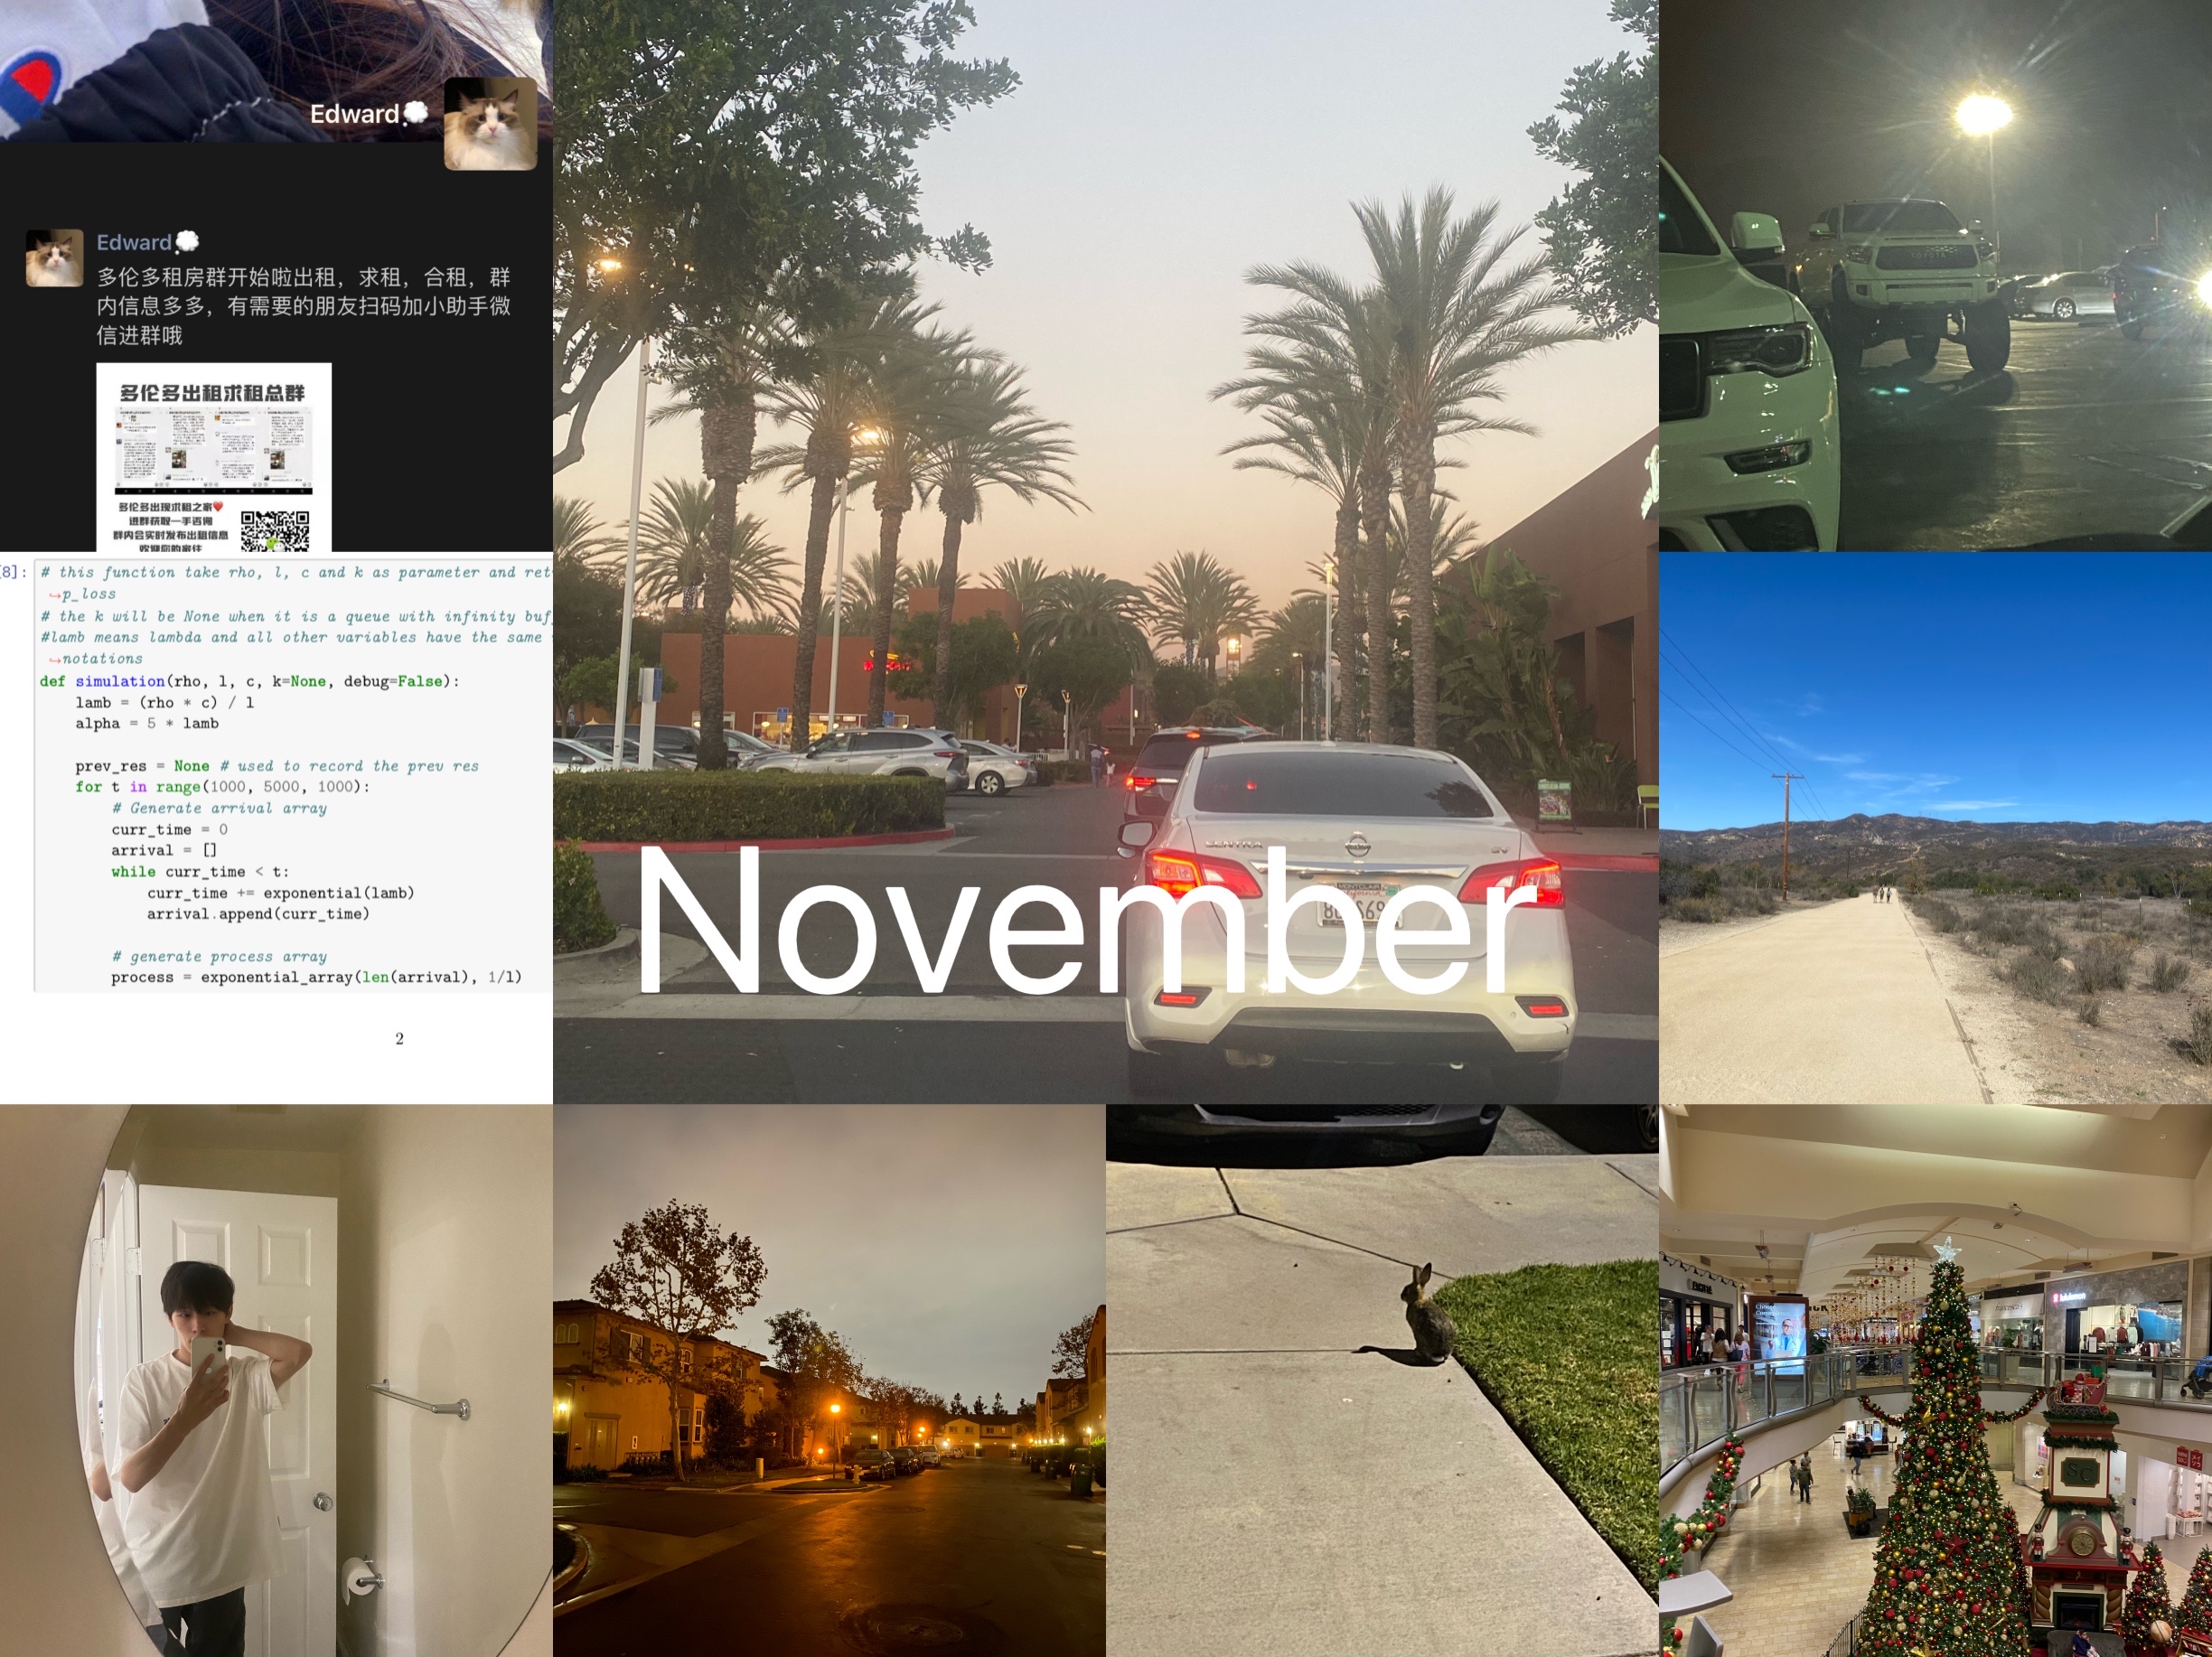 Edward
Edward
多伦多租房群开始啦出租，求租，合租，群
内信息多多，有需要的朋友扫码加小助手微
信进群哦
多伦多出租求租总群
多伦多出现求租之家
进群获取一手咨询
群内会实时发布出租信息
[8]:
# this function take rho, l, c and k as parameter and ret
↪p_loss
# the k will be None when it is a queue with infinity buf
#lamb means lambda and all other variables have the same
↪notations
def simulation(rho, l, c, k=None, debug=False):
lamb = (rho * c) / l
alpha = 5 * lamb
prev_res = None # used to record the prev res
for t in range(1000, 5000, 1000):
# Generate arrival array
curr_time = 0
arrival = []
while curr_time < t:
curr_time += exponential(lamb)
arrival.append(curr_time)
# generate process array
process = exponential_array(len(arrival), 1/l)
2
SENTRA
SV
MONTCLAIR
November
TOYOTA
lululemon
SC